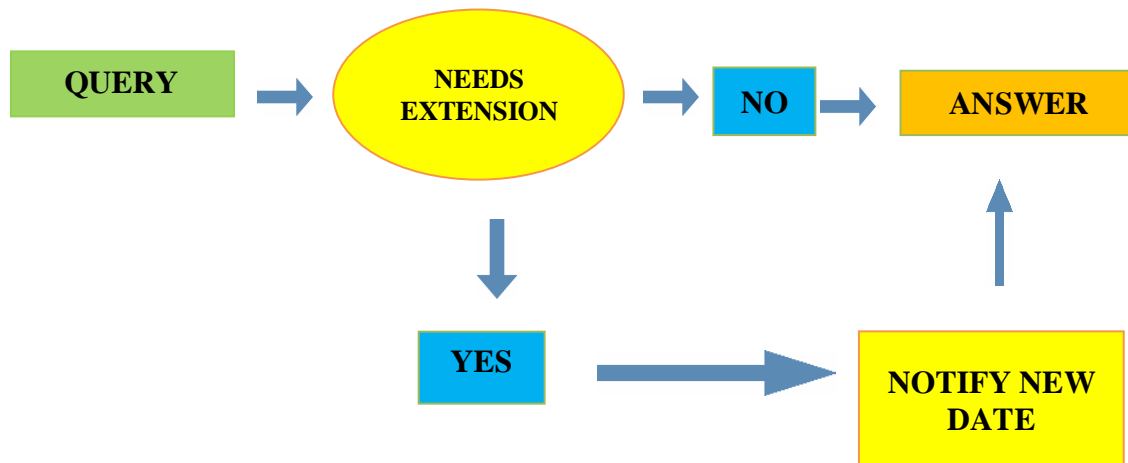 QUERY
NEEDS
EXTENSION
NO
ANSWER
YES
NOTIFY NEW
DATE